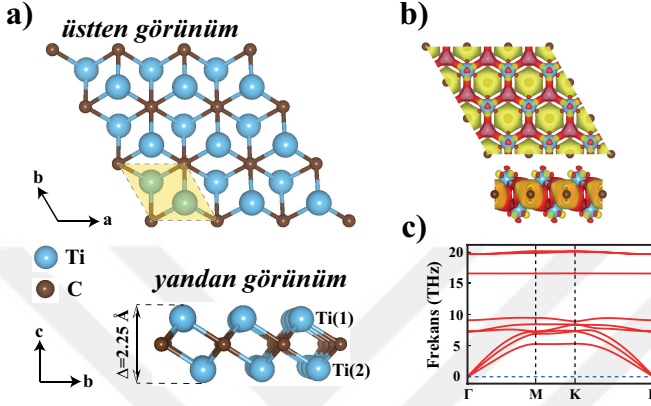 a)
üstten görünüm
b
a
Ti
C
yandan görünüm
Δ=2.25 Å
Ti(1)
Ti(2)
c
b
b)
c)
Frekans (THz)
20
15
10
5
0
Γ
M
K